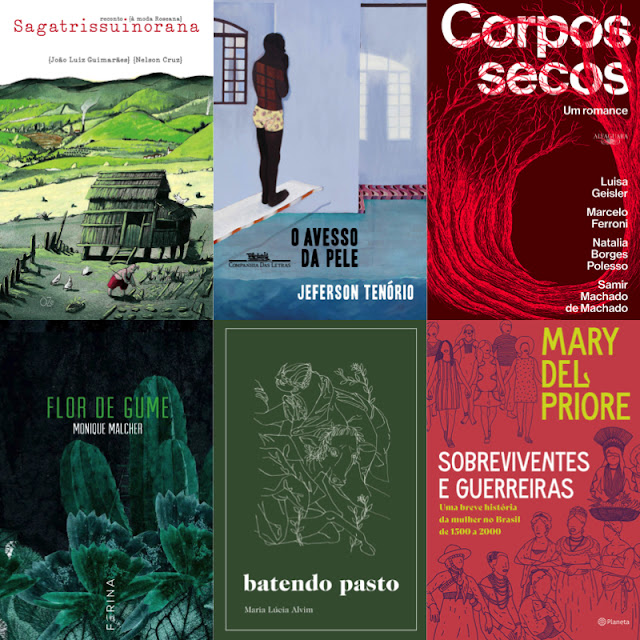 reconto • [à moda Roseana]
Sagatrissuinorana
{João Luiz Guimarães} {Nelson Cruz}
O AVESSO
DA PELE
COMPANHIA DAS LETRAS
JEFERSON TENÓRIO
Corpos
secos
Um romance
ALFAGUARA
Luisa
Geisler
Marcelo
Ferroni
Natalia
Borges
Polesso
Samir
Machado
de Machado
FLOR DE GUME
MONIQUE MALCHER
batendo pasto
Maria Lúcia Alvim
MARY
DEL
PRIORE
SOBREVIVENTES
E GUERREIRAS
Uma breve história
da mulher no Brasil
de 1500 a 2000
Planeta